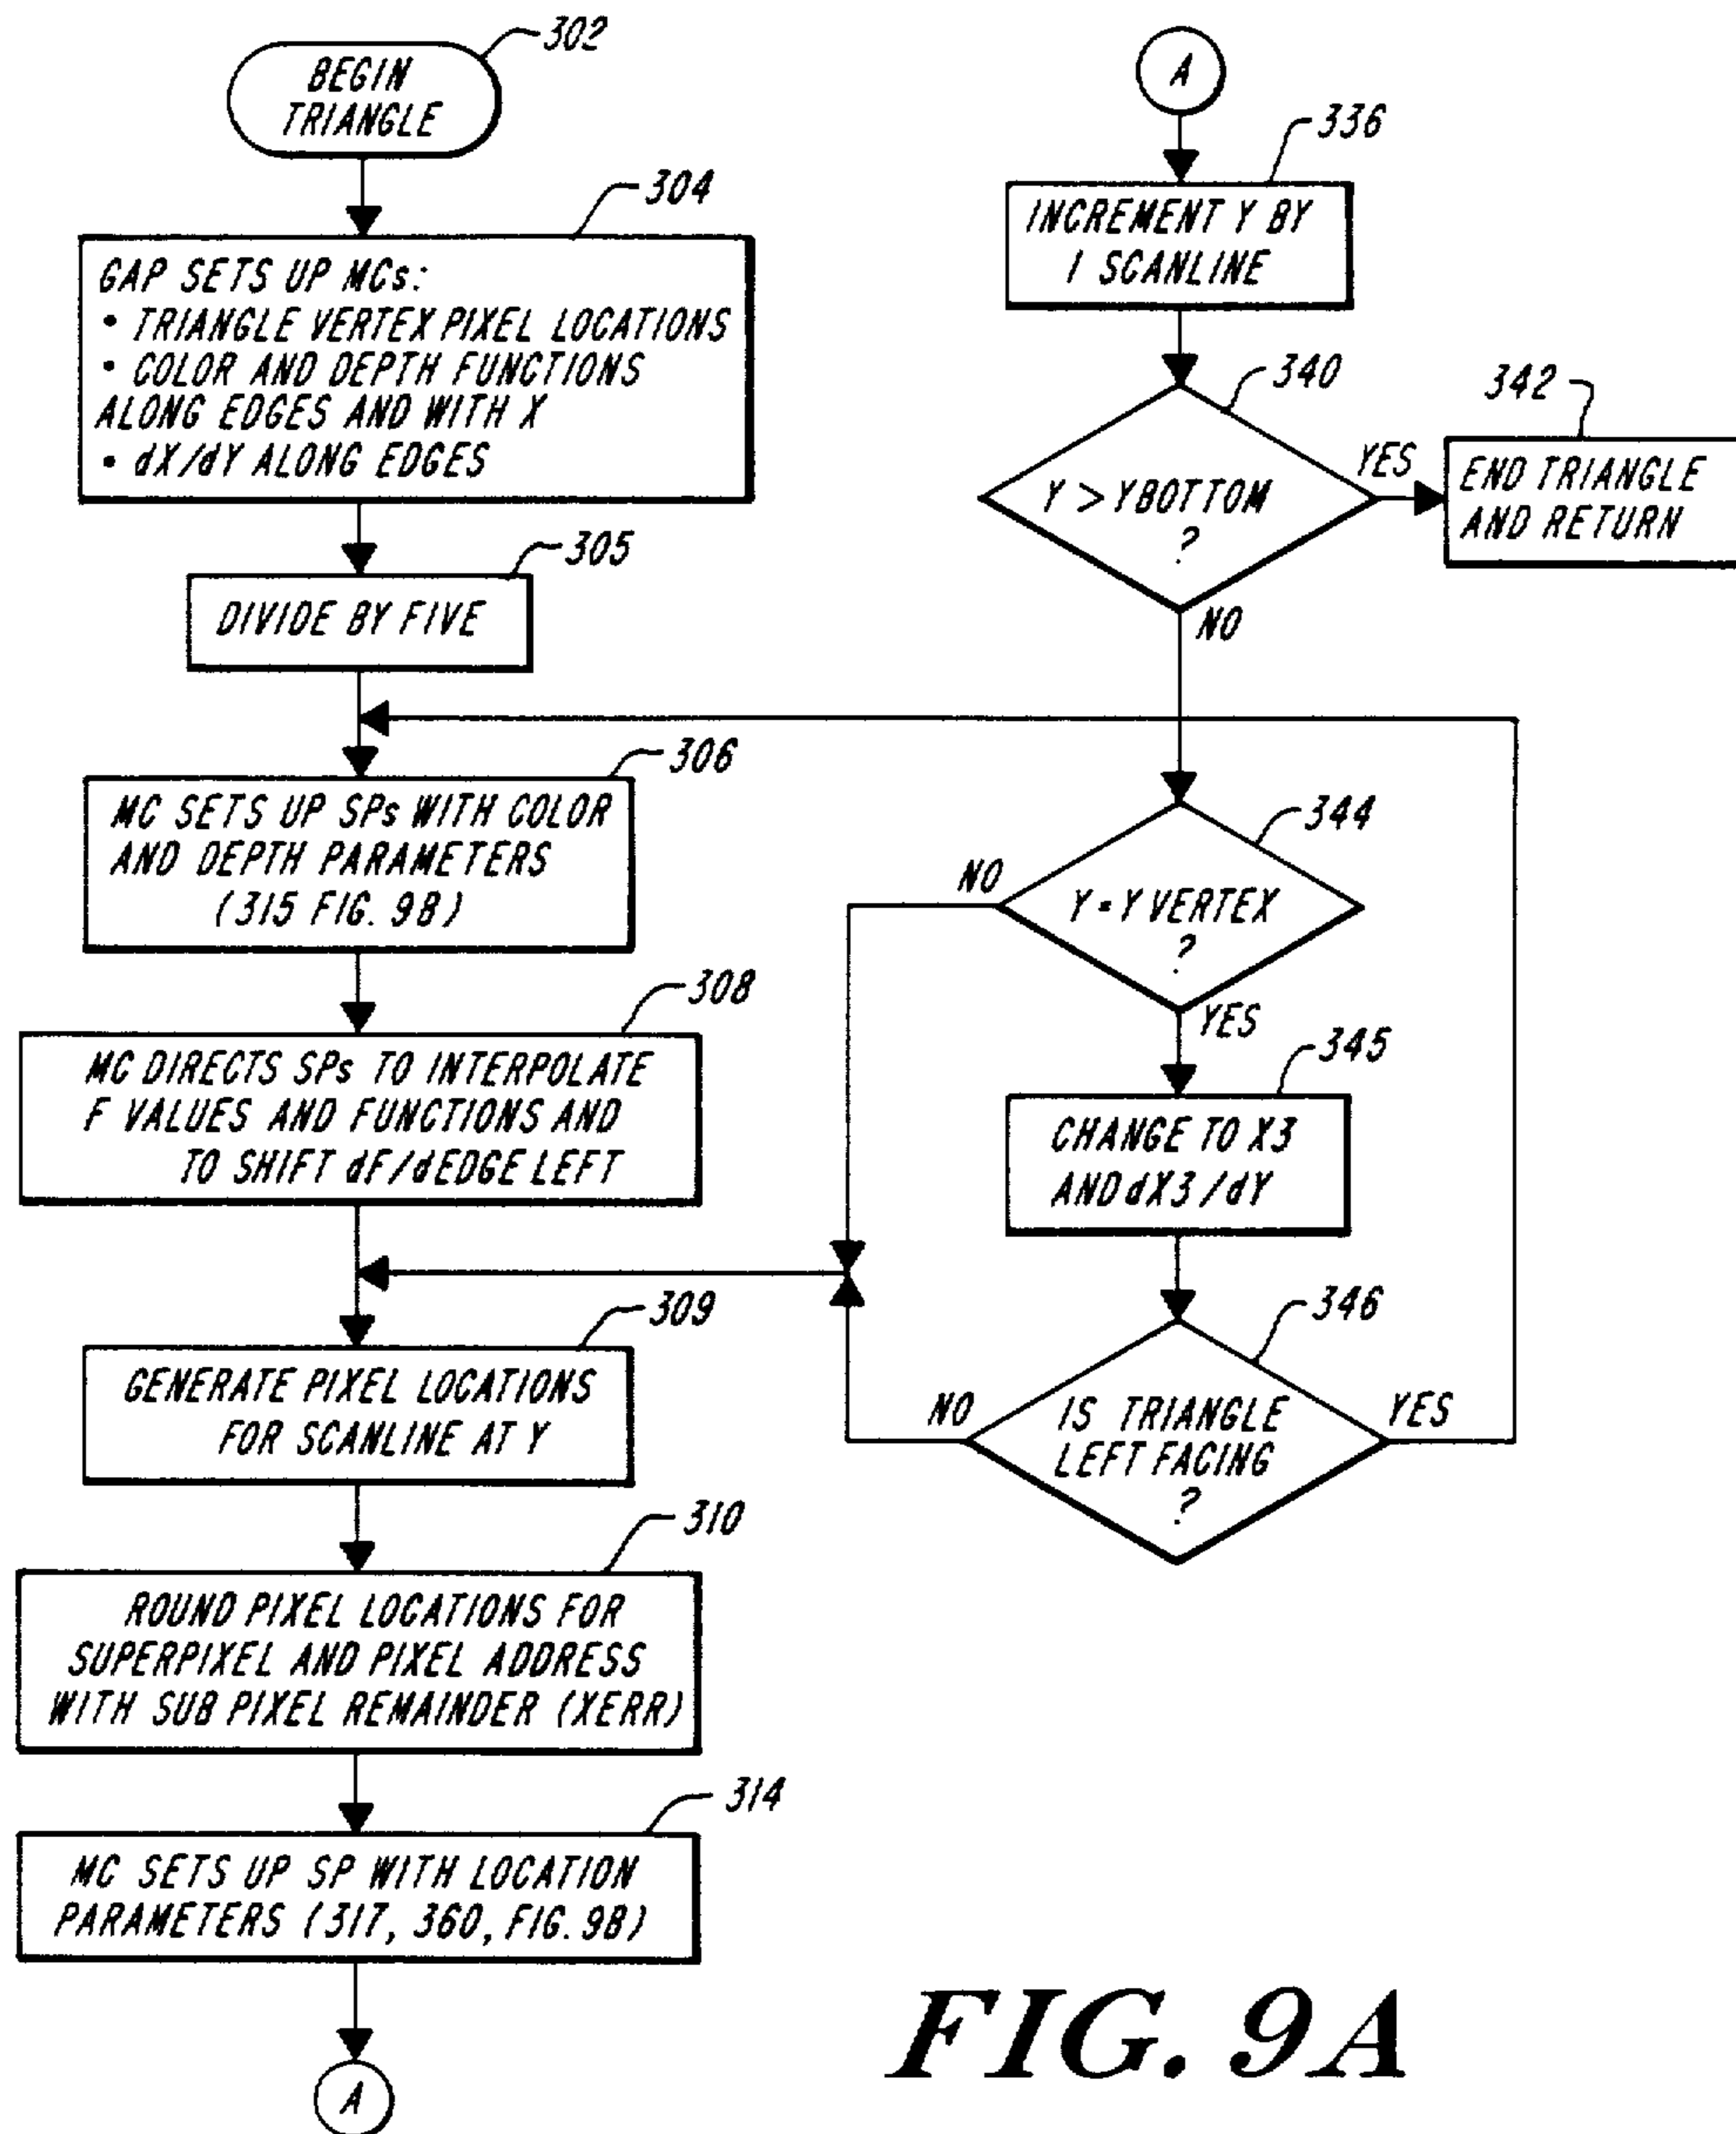 302
BEGIN
TRIANGLE
304
GAP SETS UP MCs:
• TRIANGLE VERTEX PIXEL LOCATIONS
• COLOR AND DEPTH FUNCTIONS
ALONG EDGES AND WITH X
• dX/dY ALONG EDGES
305
DIVIDE BY FIVE
306
MC SETS UP SPs WITH COLOR
AND DEPTH PARAMETERS
(315 FIG. 9B)
308
MC DIRECTS SPs TO INTERPOLATE
F VALUES AND FUNCTIONS AND
TO SHIFT dF/dEDGE LEFT
309
GENERATE PIXEL LOCATIONS
FOR SCANLINE AT Y
310
ROUND PIXEL LOCATIONS FOR
SUPERPIXEL AND PIXEL ADDRESS
WITH SUB PIXEL REMAINDER (XERR)
314
MC SETS UP SP WITH LOCATION
PARAMETERS (317, 360, FIG. 9B)
A
A
336
INCREMENT Y BY
1 SCANLINE
340
Y > YBOTTOM
?
YES
342
END TRIANGLE
AND RETURN
NO
344
Y = Y VERTEX
?
NO
YES
345
CHANGE TO X3
AND dX3/dY
346
IS TRIANGLE
LEFT FACING
?
NO
YES
FIG. 9A